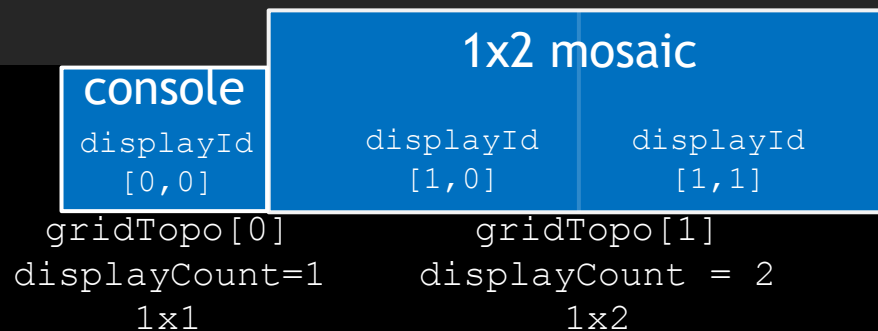 1x2 mosaic
console
displayId
[0,0]
displayId
[1,0]
displayId
[1,1]
gridTopo[0]
displayCount=1
1x1
gridTopo[1]
displayCount = 2
1x2